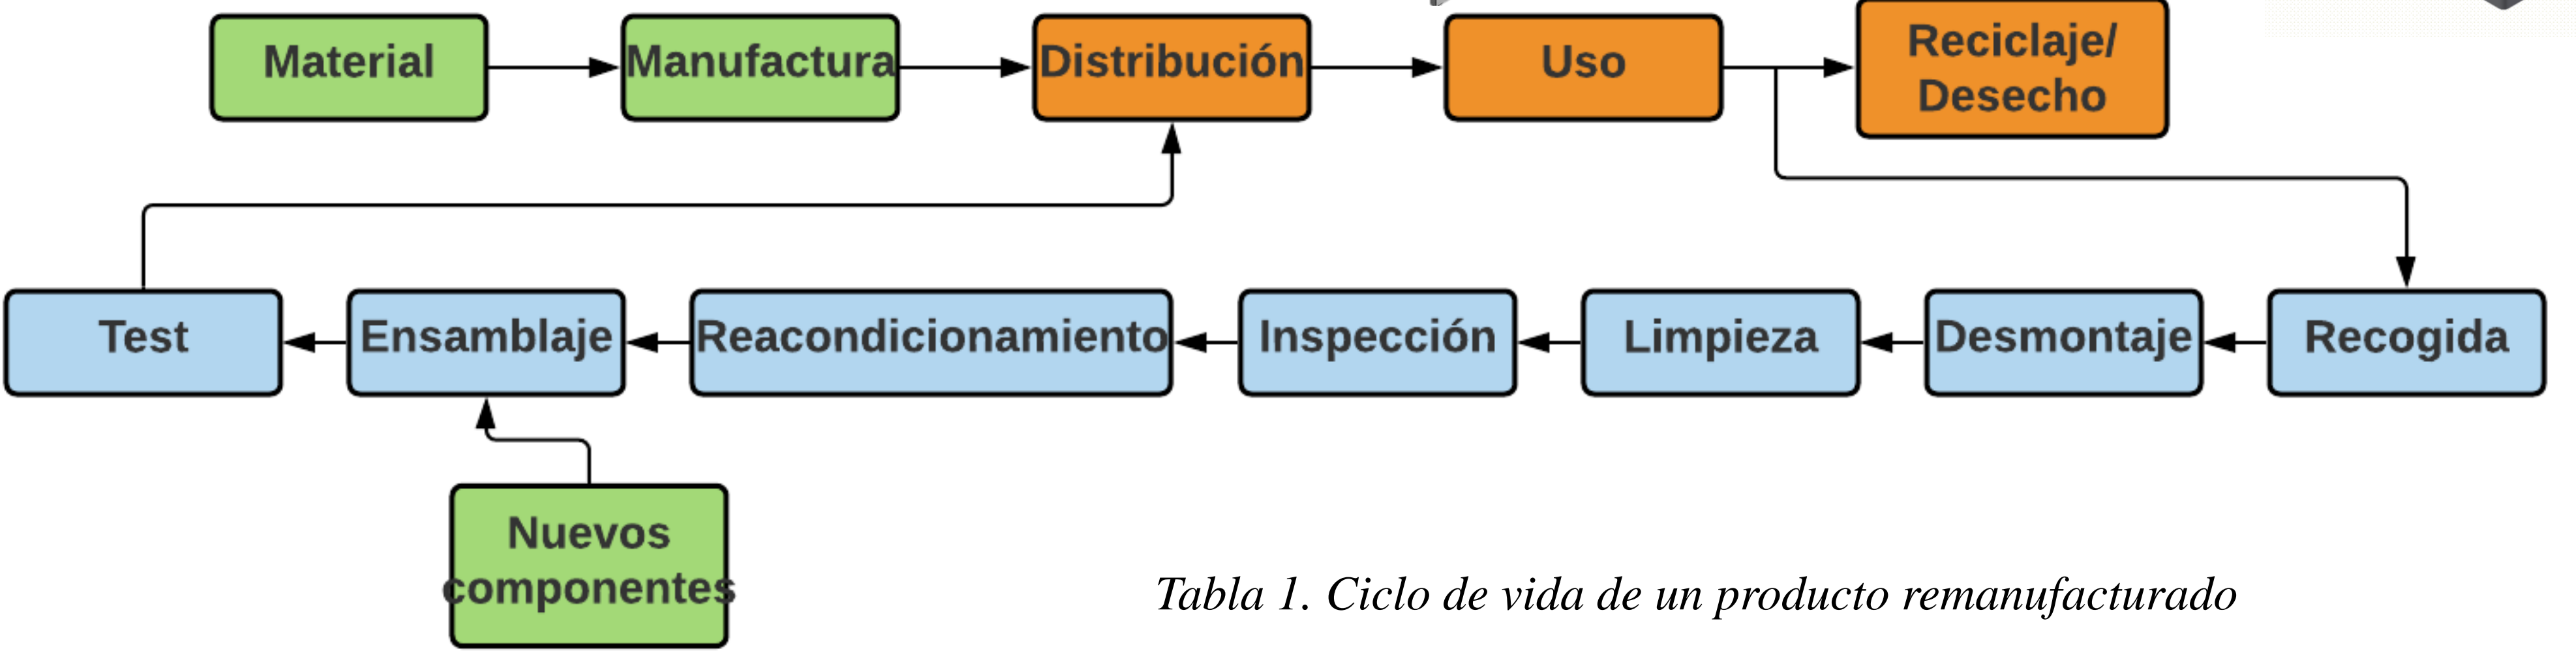 Material
Manufactura
Distribución
Uso
Reciclaje/
Desecho
Test
Ensamblaje
Reacondicionamiento
Inspección
Limpieza
Desmontaje
Recogida
Nuevos
componentes
Tabla 1. Ciclo de vida de un producto remanufacturado